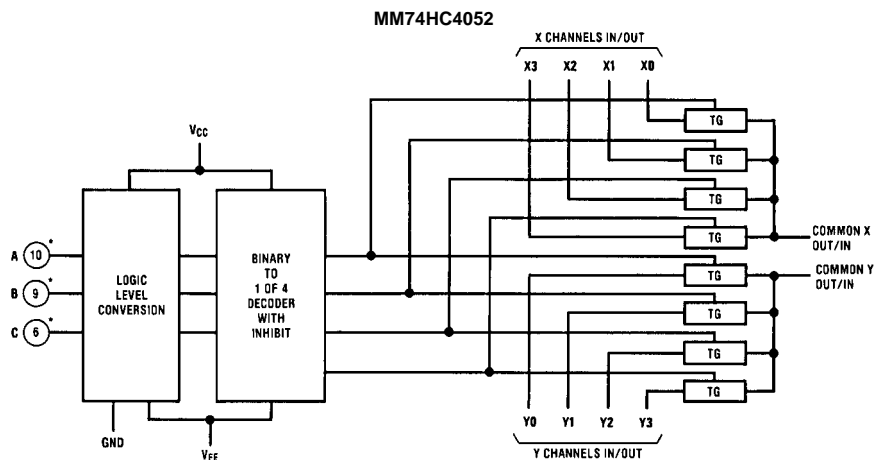 MM74HC4052
X CHANNELS IN/OUT
X3 X2 X1 X0
TG
VCC
TG
TG
COMMON X
OUT/IN
TG
A 10 *
BINARY
TO
1 OF 4
DECODER
WITH
INHIBIT
COMMON Y
OUT/IN
TG
LOGIC
LEVEL
CONVERSION
B 9 *
TG
C 6 *
TG
TG
GND
VEE
Y0 Y1 Y2 Y3
Y CHANNELS IN/OUT